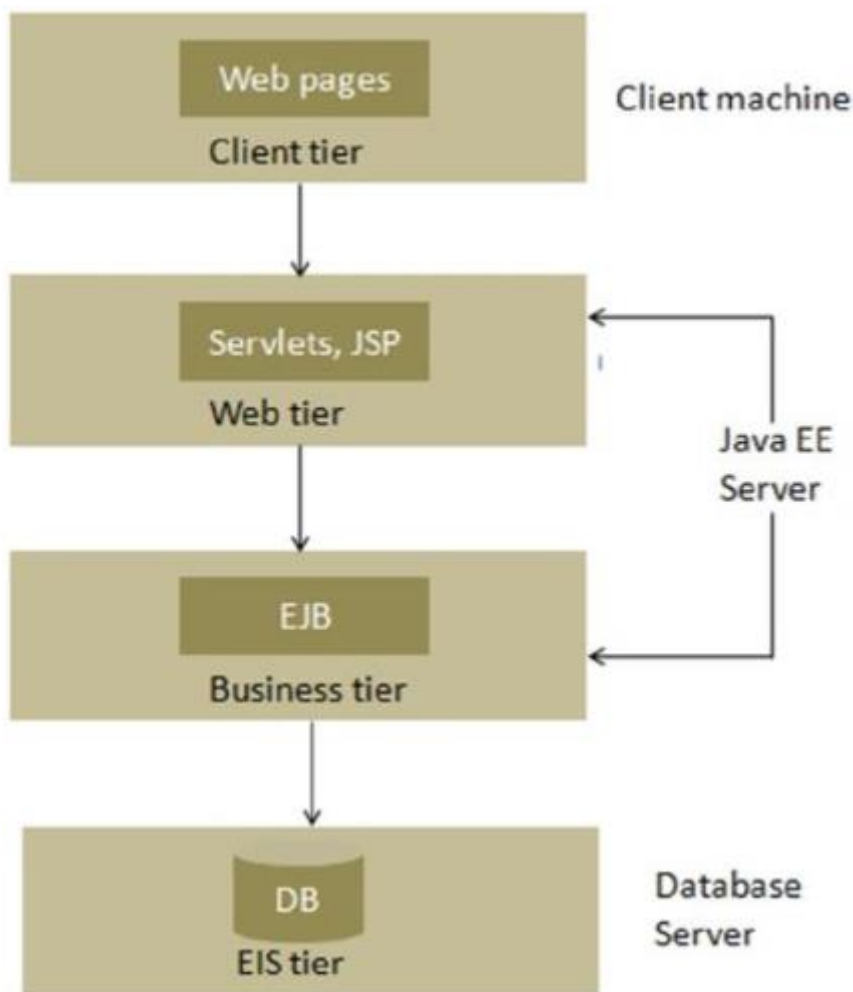 Web pages
Client tier
Client machine
Servlets, JSP
Web tier
Java EE
Server
EJB
Business tier
DB
EIS tier
Database
Server